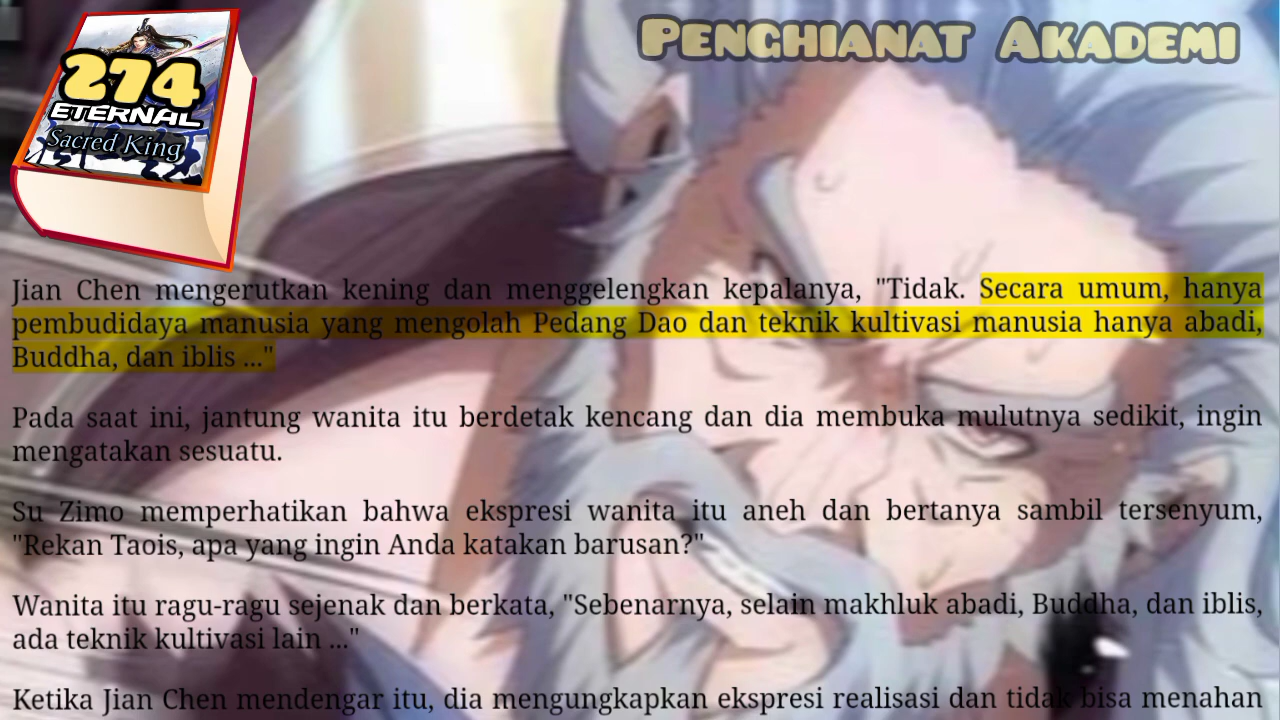 274
ETERNAL
Sacred King
Penghianat Akademi
Jian Chen mengerutkan kening dan menggelengkan kepalanya, "Tidak. Secara umum, hanya
pembudidaya manusia yang mengolah Pedang Dao dan teknik kultivasi manusia hanya abadi,
Buddha, dan iblis ..."
Pada saat ini, jantung wanita itu berdetak kencang dan dia membuka mulutnya sedikit, ingin
mengatakan sesuatu.
Su Zimo memperhatikan bahwa ekspresi wanita itu aneh dan bertanya sambil tersenyum,
"Rekan Taois, apa yang ingin Anda katakan barusan?"
Wanita itu ragu-ragu sejenak dan berkata, "Sebenarnya, selain makhluk abadi, Buddha, dan iblis,
ada teknik kultivasi lain ..."
Ketika Jian Chen mendengar itu, dia mengungkapkan ekspresi realisasi dan tidak bisa menahan